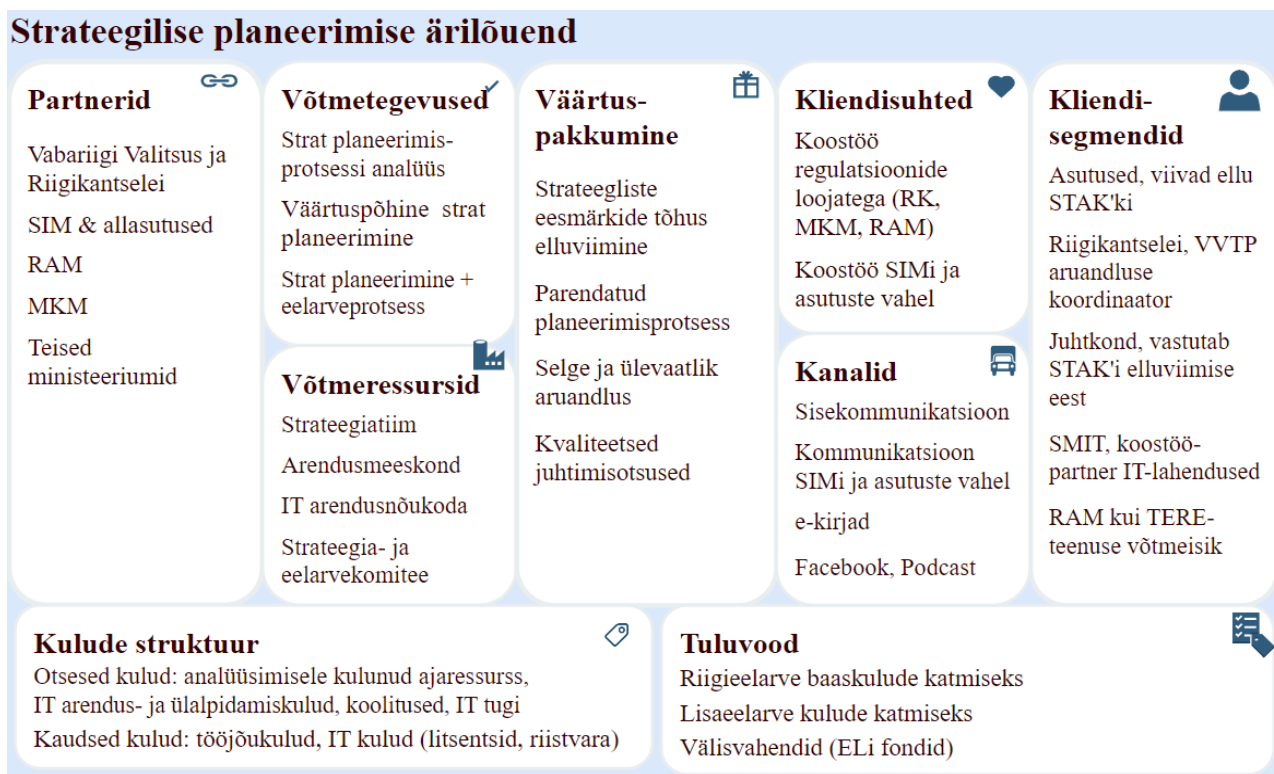 Strateegilise planeerimise ärilõuend
Partnerid
Vabariigi Valitsus ja
Riigikantselei
SIM & allasutused
RAM
MKM
Teised
ministeeriumid
Võtmetegevused
Strat planeerimis-
protsessi analüüs
Väärtuspõhine strat
planeerimine
Strat planeerimine +
eelarveprotsess
Võtmeressursid
Strateegiatiim
Arendusmeeskond
IT arendusnõukoda
Strateegia- ja
eelarvekomitee
Väärtus-
pakkumine
Strateegliste
eesmärkide tõhus
elluviimine
Parendatud
planeerimisprotsess
Selge ja ülevaatlik
aruandlus
Kvaliteetsed
juhtimisotsused
Kliendisuhted
Koostöö
regulatsioonide
loojatega (RK,
MKM, RAM)
Koostöö SIMi ja
asutuste vahel
Kanalid
Sisekommunikatsioon
Kommunikatsioon
SIMi ja asutuste vahel
e-kirjad
Facebook, Podcast
Kliendi-
segmendid
Asutused, viivad ellu
STAK'ki
Riigikantselei, VVTP
aruandluse
koordinaator
Juhtkond, vastutab
STAK'i elluviimise
eest
SMIT, koostöö-
partner IT-lahendused
RAM kui TERE-
teenuse võtmeisik
Kulude struktuur
Otsesed kulud: analüüsimisele kulunud ajaressurss,
IT arendus- ja ülalpidamiskulud, koolitused, IT tugi
Kaudsed kulud: tööjõukulud, IT kulud (litsentsid, riistvara)
Tuluvood
Riigieelarve baaskulude katmiseks
Lisaeelarve kulude katmiseks
Välisvahendid (ELi fondid)